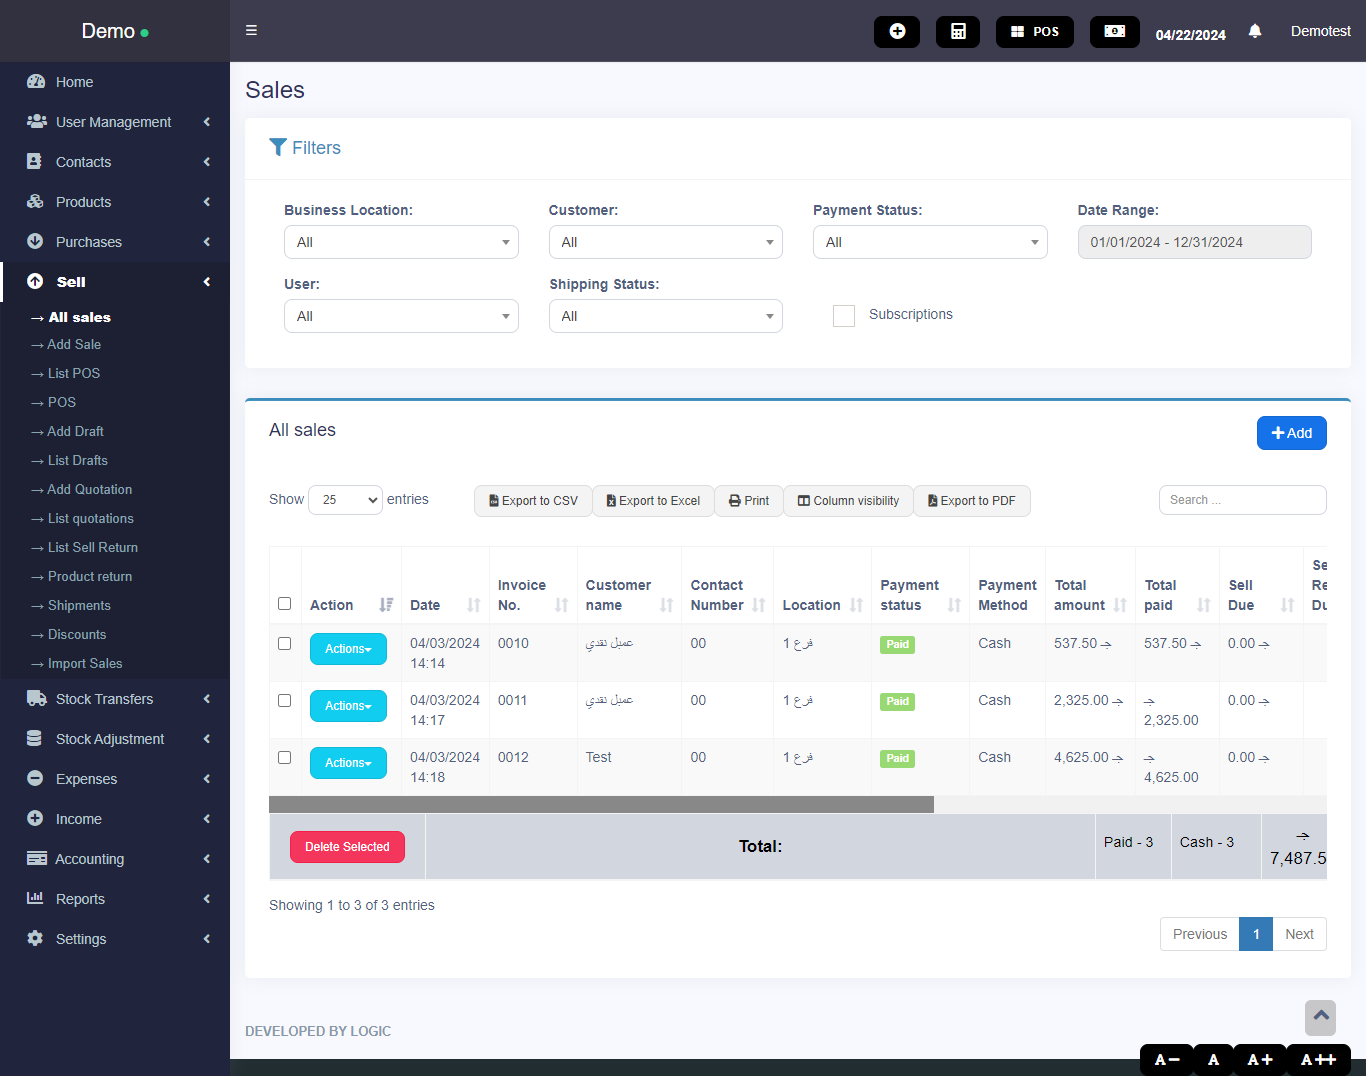 Demo
POS
04/22/2024
Demotest
Home
User Management
Contacts
Products
Purchases
Sell
→ All sales
→ Add Sale
→ List POS
→ POS
→ Add Draft
→ List Drafts
→ Add Quotation
→ List quotations
→ List Sell Return
→ Product return
→ Shipments
→ Discounts
→ Import Sales
Stock Transfers
Stock Adjustment
Expenses
Income
Accounting
Reports
Settings
Sales
Filters
Business Location:
All
Customer:
All
Payment Status:
All
Date Range:
01/01/2024 - 12/31/2024
User:
All
Shipping Status:
All
Subscriptions
All sales
Add
Show 25 entries
Export to CSV
Export to Excel
Print
Column visibility
Export to PDF
Search ...
Action
Date
Invoice No.
Customer name
Contact Number
Location
Payment status
Payment Method
Total amount
Total paid
Sell Due
Se
Re
Du
Actions 04/03/2024 14:14 0010 عميل نقدي 00 فرع 1 Paid Cash 537.50 جـ 537.50 جـ 0.00 جـ
Actions 04/03/2024 14:17 0011 عميل نقدي 00 فرع 1 Paid Cash 2,325.00 جـ جـ 2,325.00 0.00 جـ
Actions 04/03/2024 14:18 0012 Test 00 فرع 1 Paid Cash 4,625.00 جـ جـ 4,625.00 0.00 جـ
Delete Selected
Total:
Paid - 3
Cash - 3
جـ
7,487.5
Showing 1 to 3 of 3 entries
Previous 1 Next
DEVELOPED BY LOGIC
A-
A
A+
A++